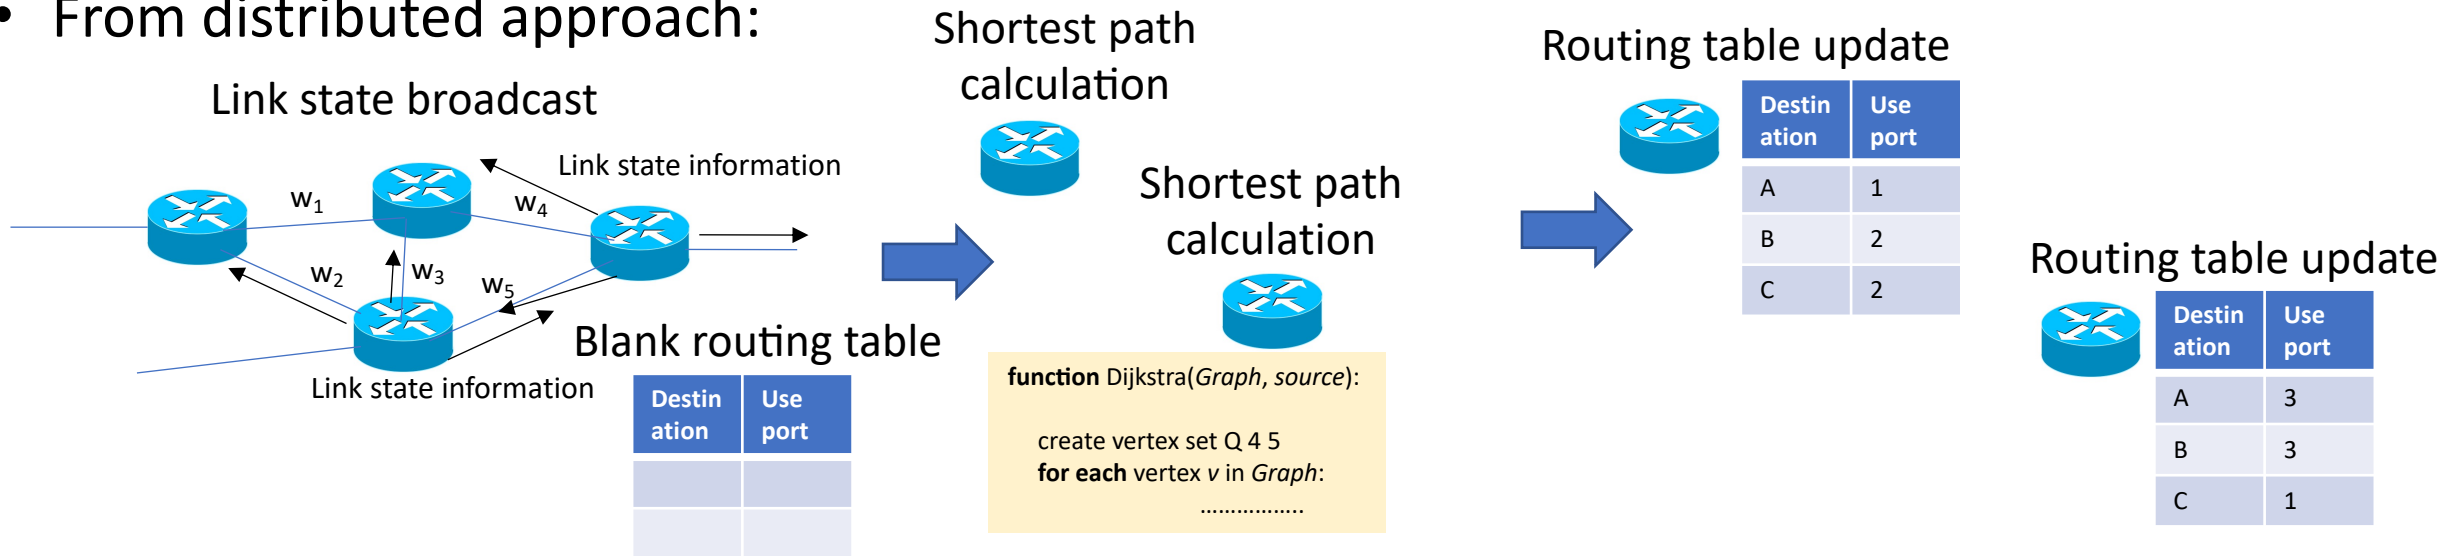 • From distributed approach:
Link state broadcast
Link state information
w1
w4
w2
w3
w5
Link state information
Blank routing table
Destin
ation
Use
port
Shortest path
calculation
Shortest path
calculation
function Dijkstra(Graph, source):
create vertex set Q 4 5
for each vertex v in Graph:
................
Routing table update
Destin
ation
Use
port
A 1
B 2
C 2
Routing table update
Destin
ation
Use
port
A 3
B 3
C 1